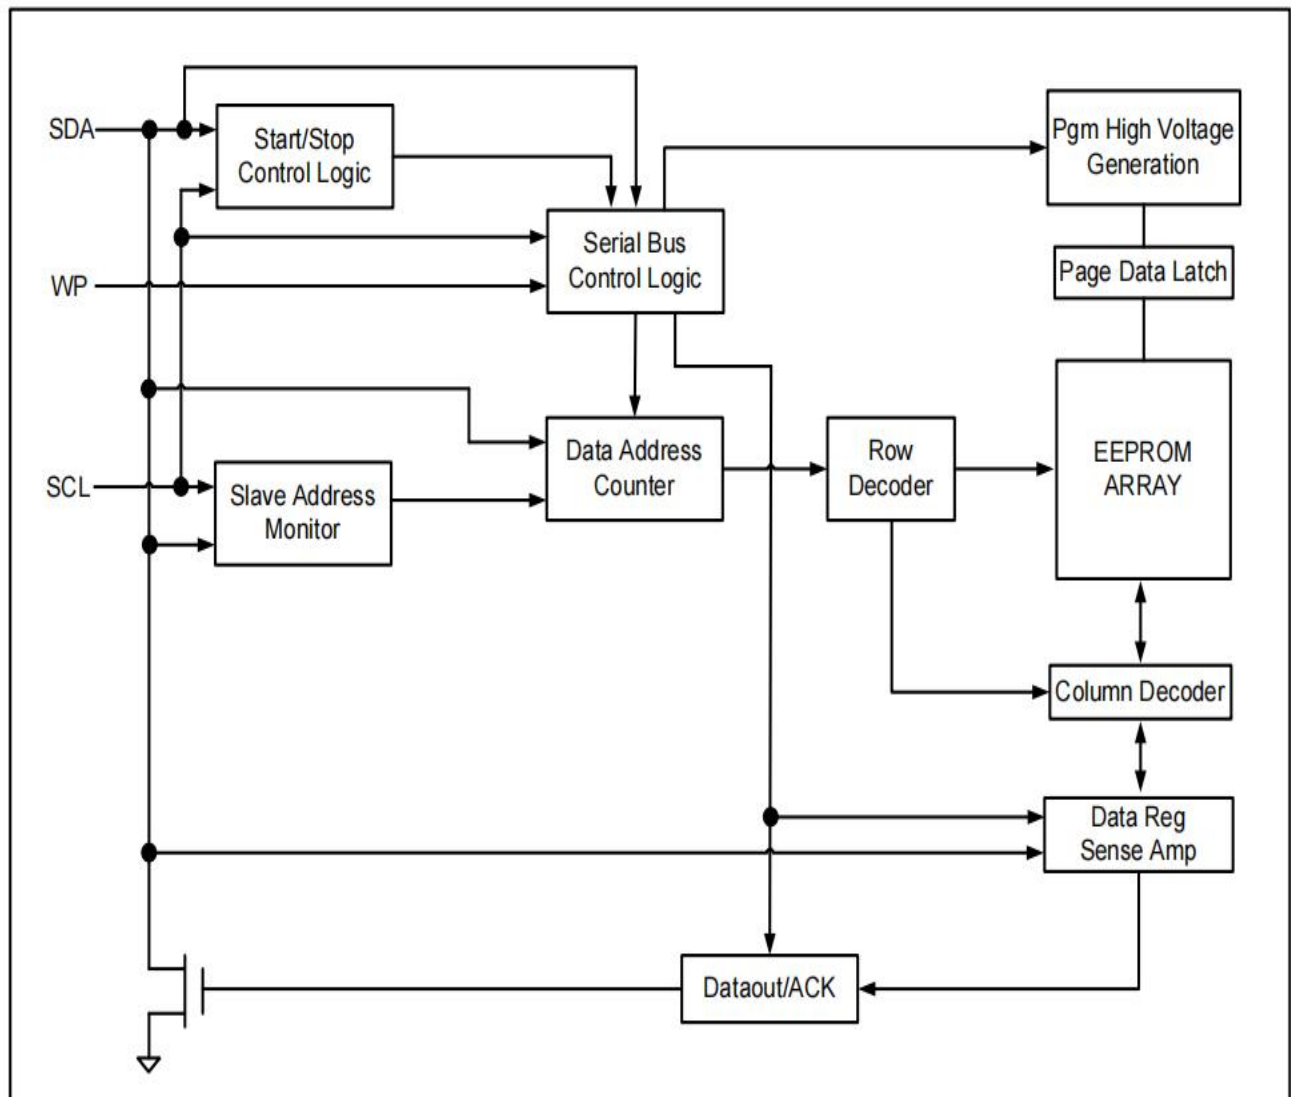 SDA
Start/Stop
Control Logic
Pgm High Voltage
Generation
Serial Bus
Control Logic
WP
Page Data Latch
Data Address
Counter
Row
Decoder
EEPROM
ARRAY
SCL
Slave Address
Monitor
Column Decoder
Data Reg
Sense Amp
Dataout/ACK